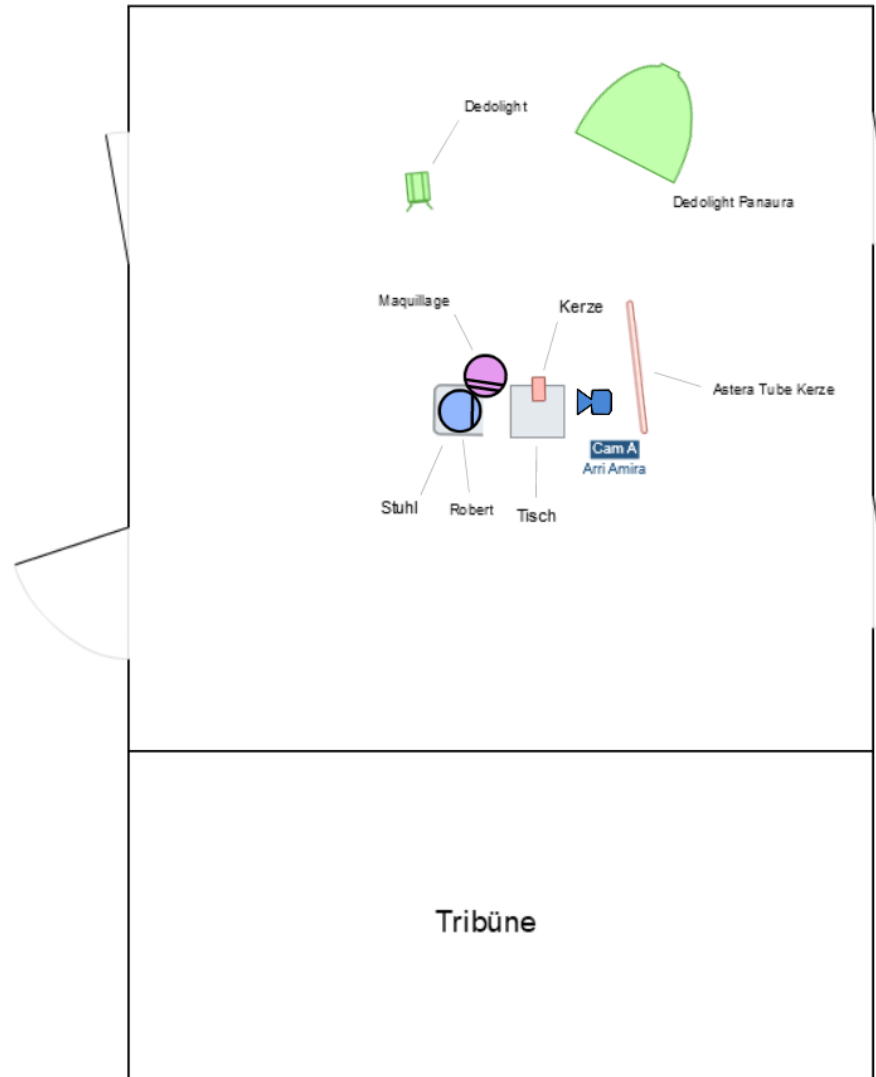 Dedolight
Dedolight Panaura
Maquillage
Kerze
Astera Tube Kerze
Cam A
Arri Amira
Stuhl
Robert
Tisch
Tribüne